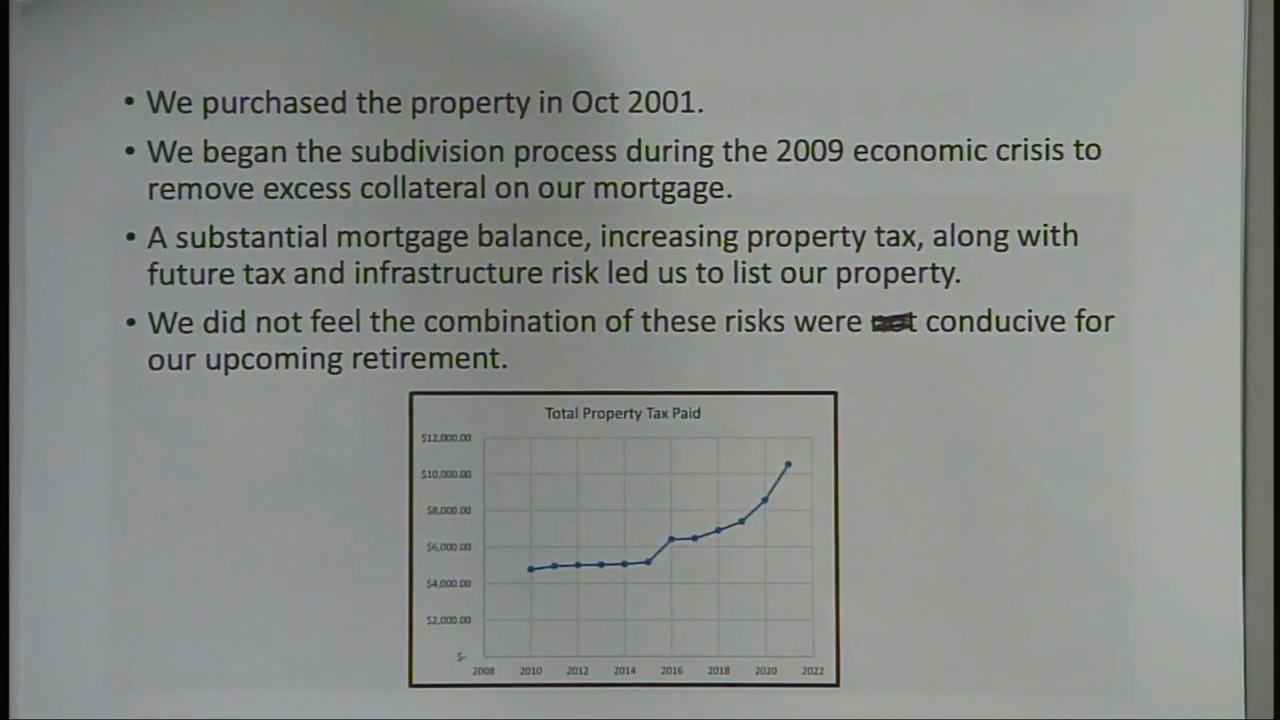 • We purchased the property in Oct 2001.
• We began the subdivision process during the 2009 economic crisis to
remove excess collateral on our mortgage.
• A substantial mortgage balance, increasing property tax, along with
future tax and infrastructure risk led us to list our property.
• We did not feel the combination of these risks were conducive for
our upcoming retirement.
Total Property Tax Paid
$12,000.00
$10,000.00
$8,000.00
$6,000.00
$4,000.00
$2,000.00
$-
2008 2010 2012 2014 2016 2018 2020 2022